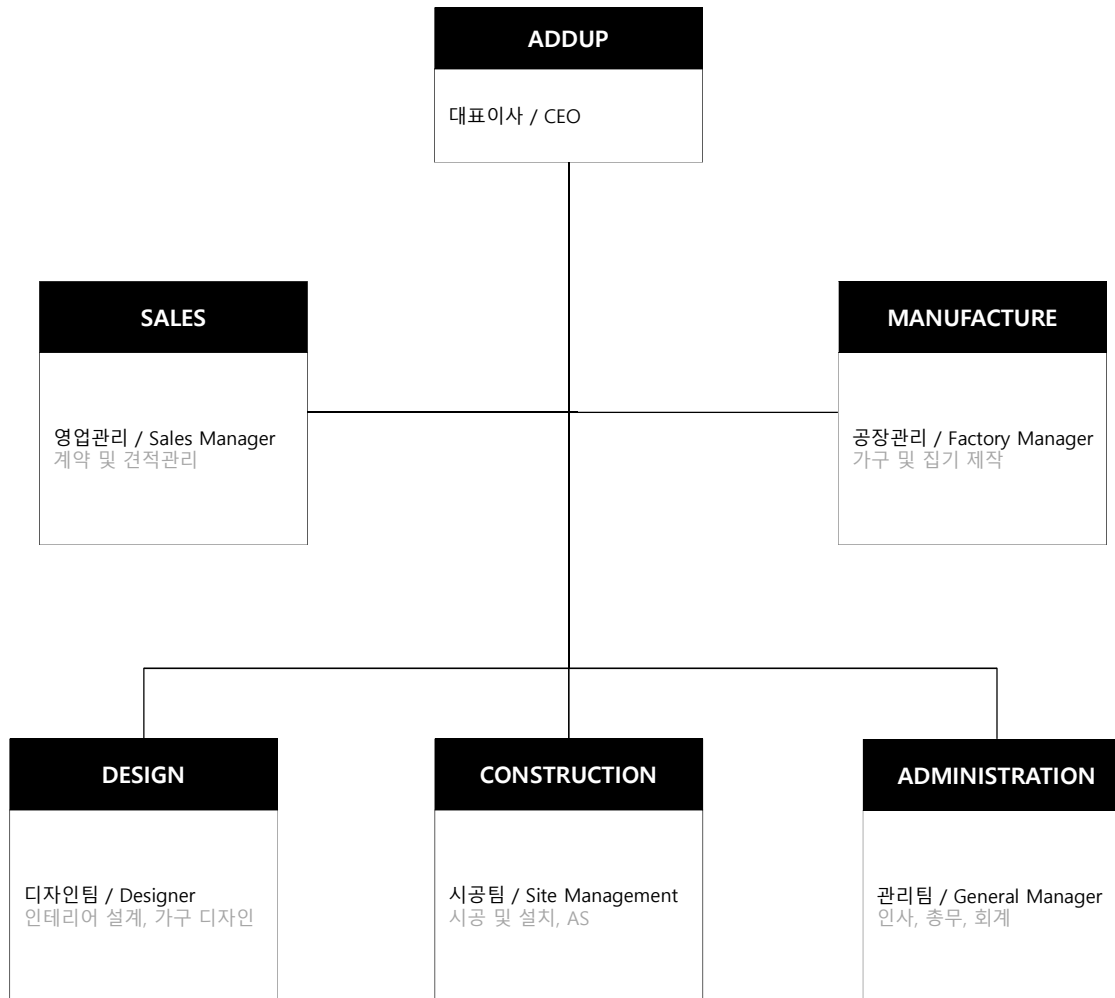 ADDUP
대표이사 / CEO
SALES
영업관리 / Sales Manager
계약 및 견적관리
MANUFACTURE
공장관리 / Factory Manager
가구 및 집기 제작
DESIGN
디자인팀 / Designer
인테리어 설계, 가구 디자인
CONSTRUCTION
시공팀 / Site Management
시공 및 설치, AS
ADMINISTRATION
관리팀 / General Manager
인사, 총무, 회계